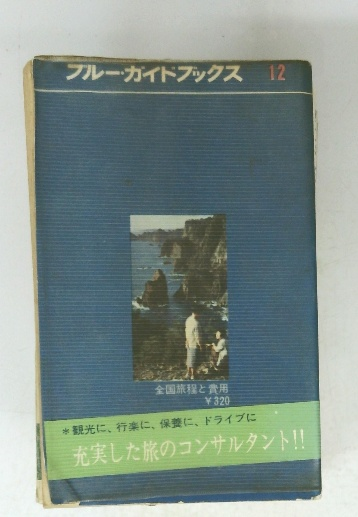 ブルー・ガイドブックス 12
全国旅程と費用
¥320
*観光に、行楽に、保養に、ドライブに
充実した旅のコンサルタント!!